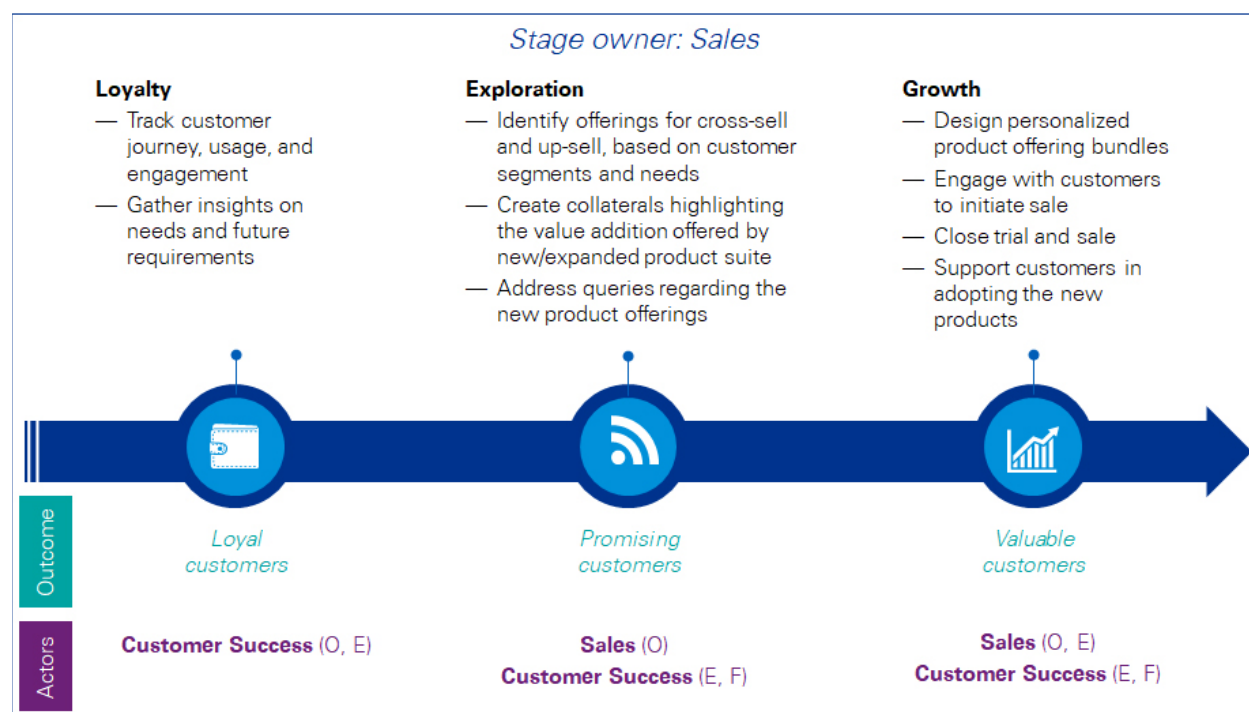 Stage owner: Sales
Loyalty
— Track customer
journey, usage, and
engagement
— Gather insights on
needs and future
requirements
Exploration
— Identify offerings for cross-sell
and up-sell, based on customer
segments and needs
— Create collaterals highlighting
the value addition offered by
new/expanded product suite
— Address queries regarding the
new product offerings
Growth
— Design personalized
product offering bundles
— Engage with customers
to initiate sale
— Close trial and sale
— Support customers in
adopting the new
products
Outcome
Loyal
customers
Promising
customers
Valuable
customers
Actors
Customer Success (O, E)
Sales (O)
Customer Success (E, F)
Sales (O, E)
Customer Success (E, F)